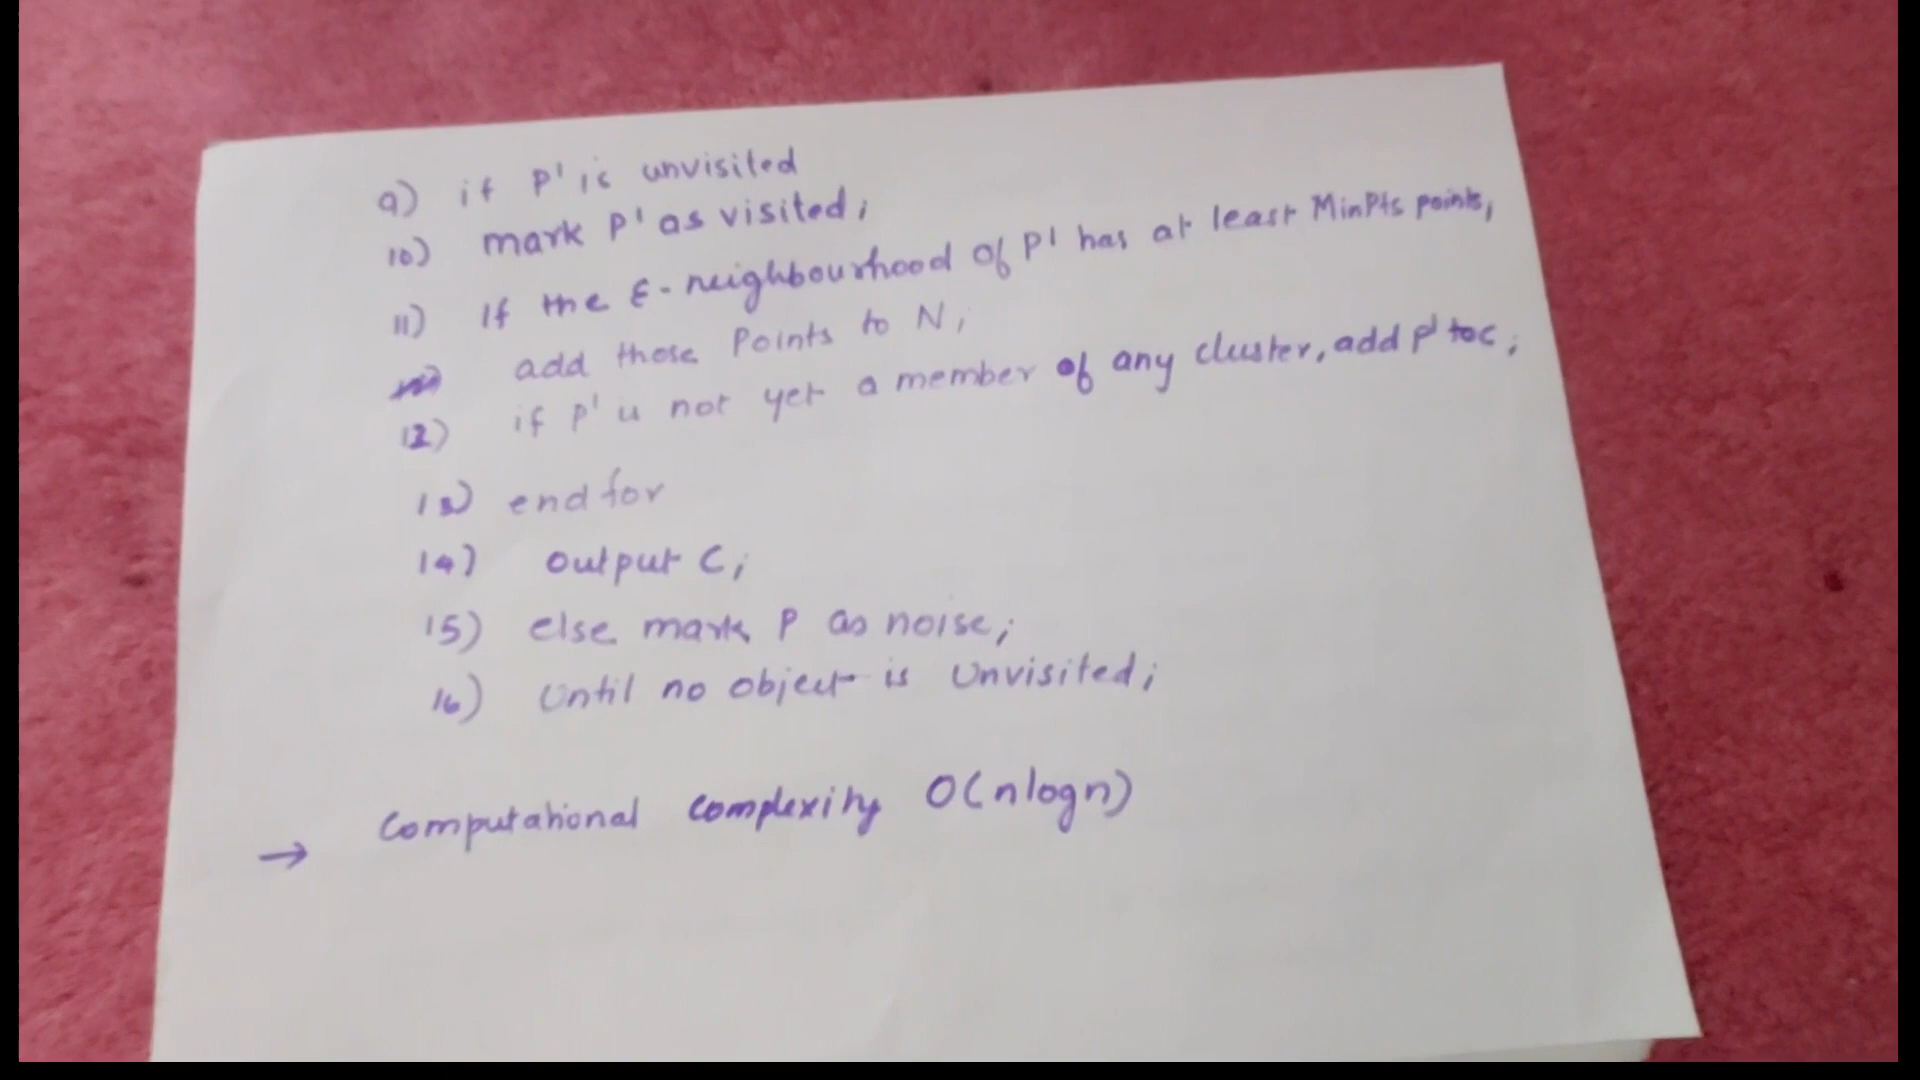 9) if P' is unvisited
10) mark P' as visited;
11) If the ε-neighbourhood of P' has at least MinPts points,
add those Points to N;
12) if P' is not yet a member of any cluster, add P' to C;
13) end for
14) output C;
15) else mark P as noise;
16) Until no object is Unvisited;
→ Computational complexity O(nlogn)